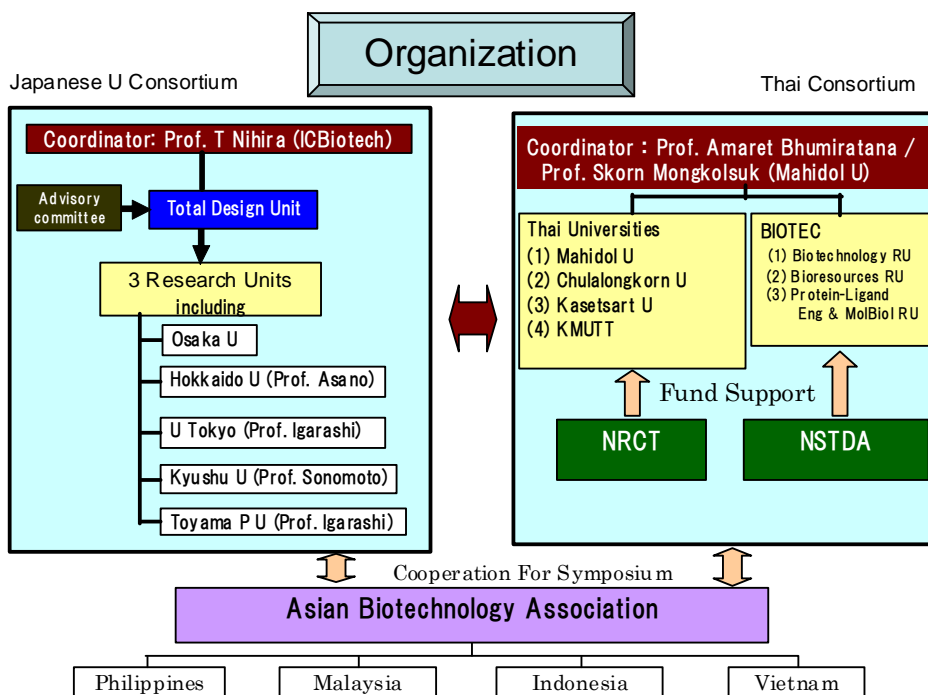 Organization
Japanese U Consortium
Coordinator: Prof. T Nihira (ICBiotech)
Advisory
committee
Total Design Unit
3 Research Units
including
Osaka U
Hokkaido U (Prof. Asano)
U Tokyo (Prof. Igarashi)
Kyushu U (Prof. Sonomoto)
Toyama P U (Prof. Igarashi)
Thai Consortium
Coordinator : Prof. Amaret Bhumiratana /
Prof. Skorn Mongkolsuk (Mahidol U)
Thai Universities
(1) Mahidol U
(2) Chulalongkorn U
(3) Kasetsart U
(4) KMUTT
BIOTEC
(1) Biotechnology RU
(2) Bioresources RU
(3) Protein-Ligand
Eng & MolBiol RU
Fund Support
NRCT
NSTDA
Cooperation For Symposium
Asian Biotechnology Association
Philippines
Malaysia
Indonesia
Vietnam